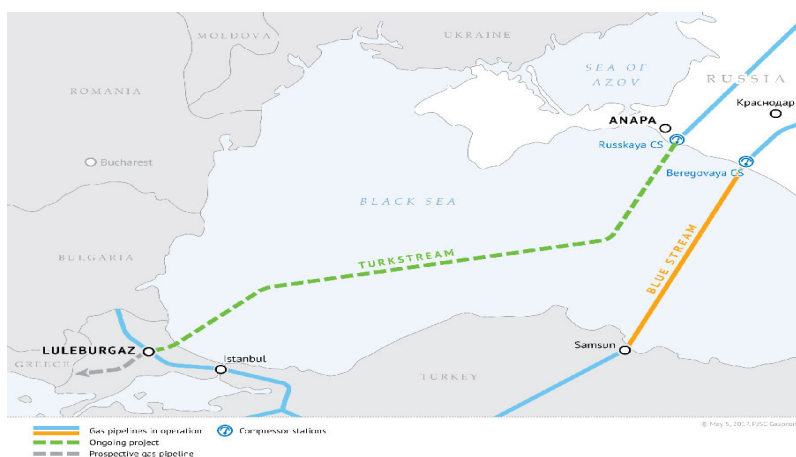 UKRAINE
MOLDOVA
SEA OF
AZOV
RUSSIA
ROMANIA
Краснодар
ANAPA
Russkaya CS
Bucharest
Beregovaya CS
BLACK SEA
BULGARIA
TURKSTREAM
BLUE STREAM
LULEBURGAZ
Samsun
Istanbul
GREECE
TURKEY
Gas pipelines in operation
Compressor stations
© May 5, 2017 PJSC Gazprom
Ongoing project
Prospective gas pipeline